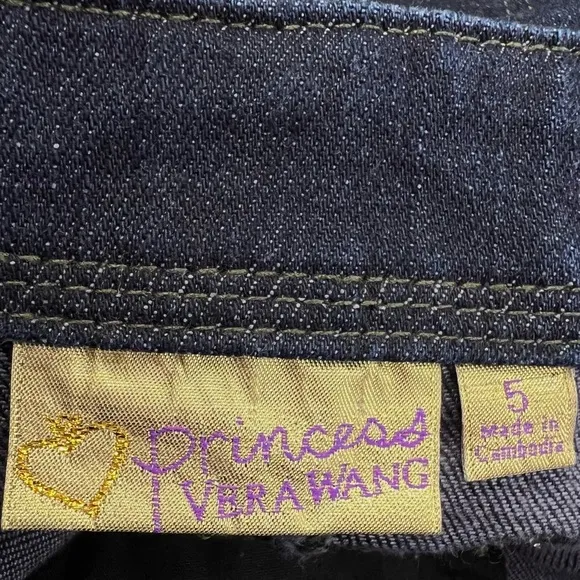 princess
VERA WANG
5
Made in
Cambodia